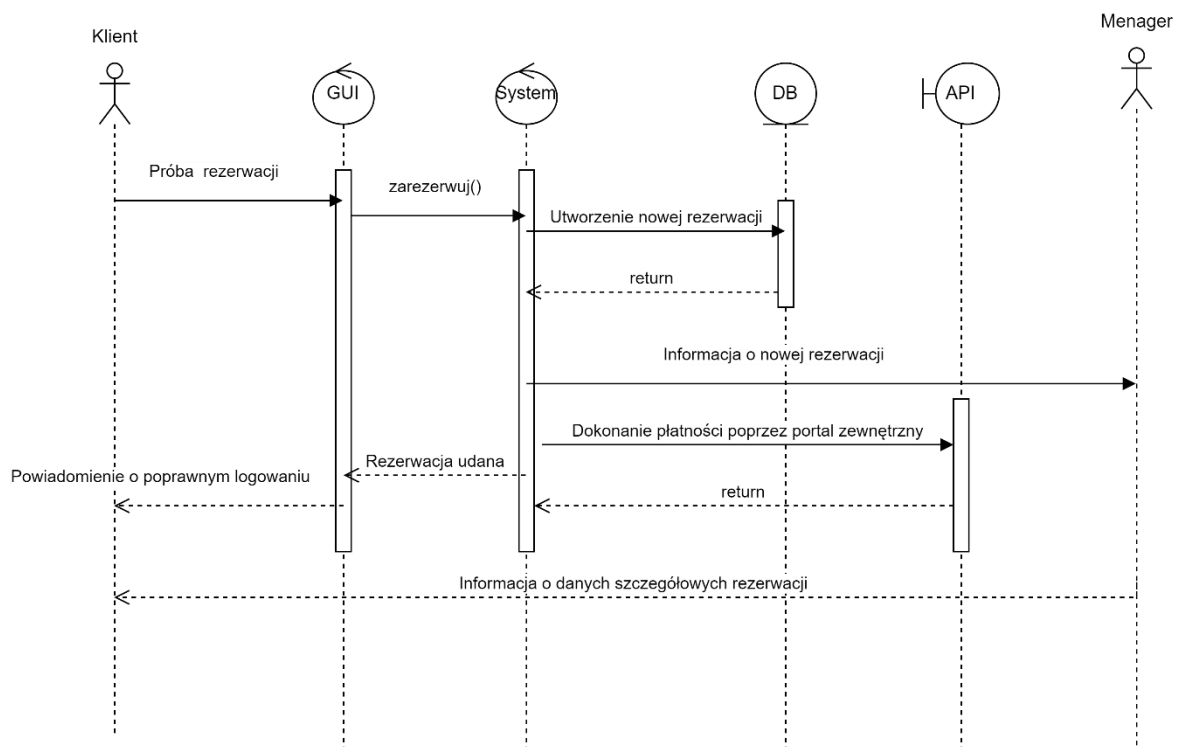 Klient
Menager
GUI
System
DB
API
Próba rezerwacji
zarezerwuj()
Utworzenie nowej rezerwacji
return
Informacja o nowej rezerwacji
Dokonanie płatności poprzez portal zewnętrzny
Rezerwacja udana
Powiadomienie o poprawnym logowaniu
return
Informacja o danych szczegółowych rezerwacji